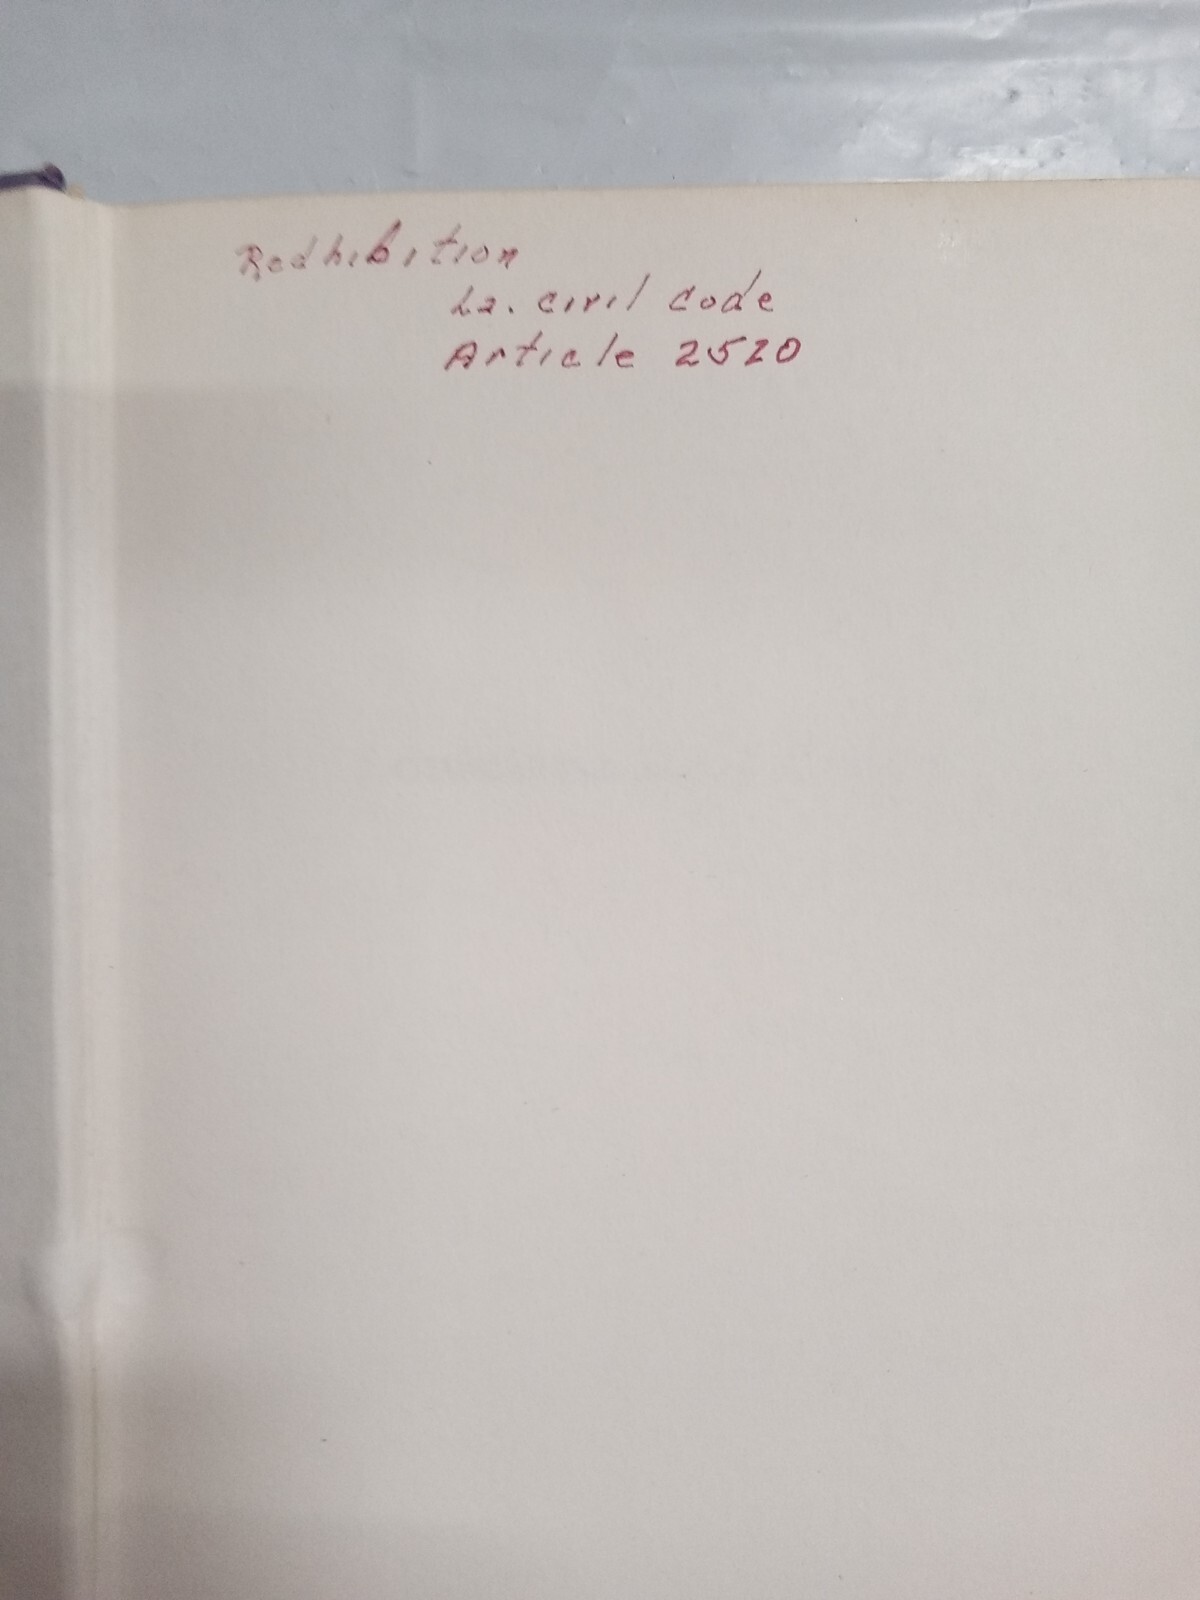 Redhibition
La. civil code
Article 2520